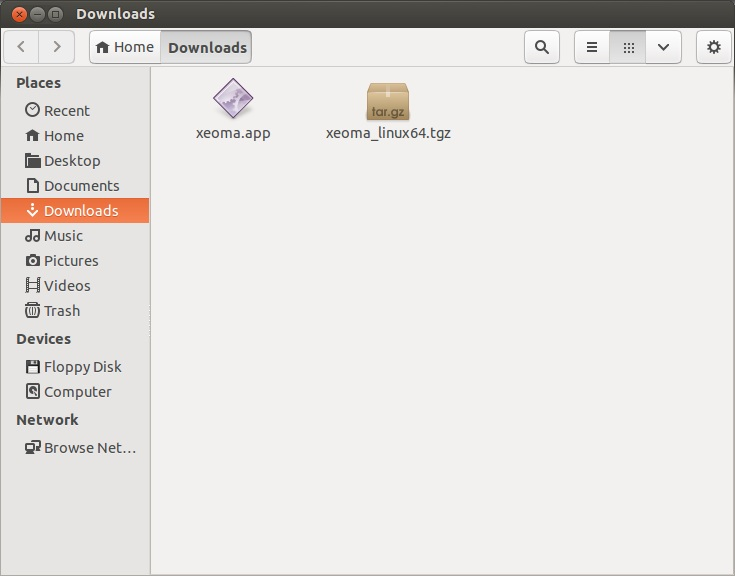 Downloads
Home
Downloads
Places
Recent
Home
Desktop
Documents
Downloads
Music
Pictures
Videos
Trash
Devices
Floppy Disk
Computer
Network
Browse Net…
xeoma.app
tar.gz
xeoma_linux64.tgz